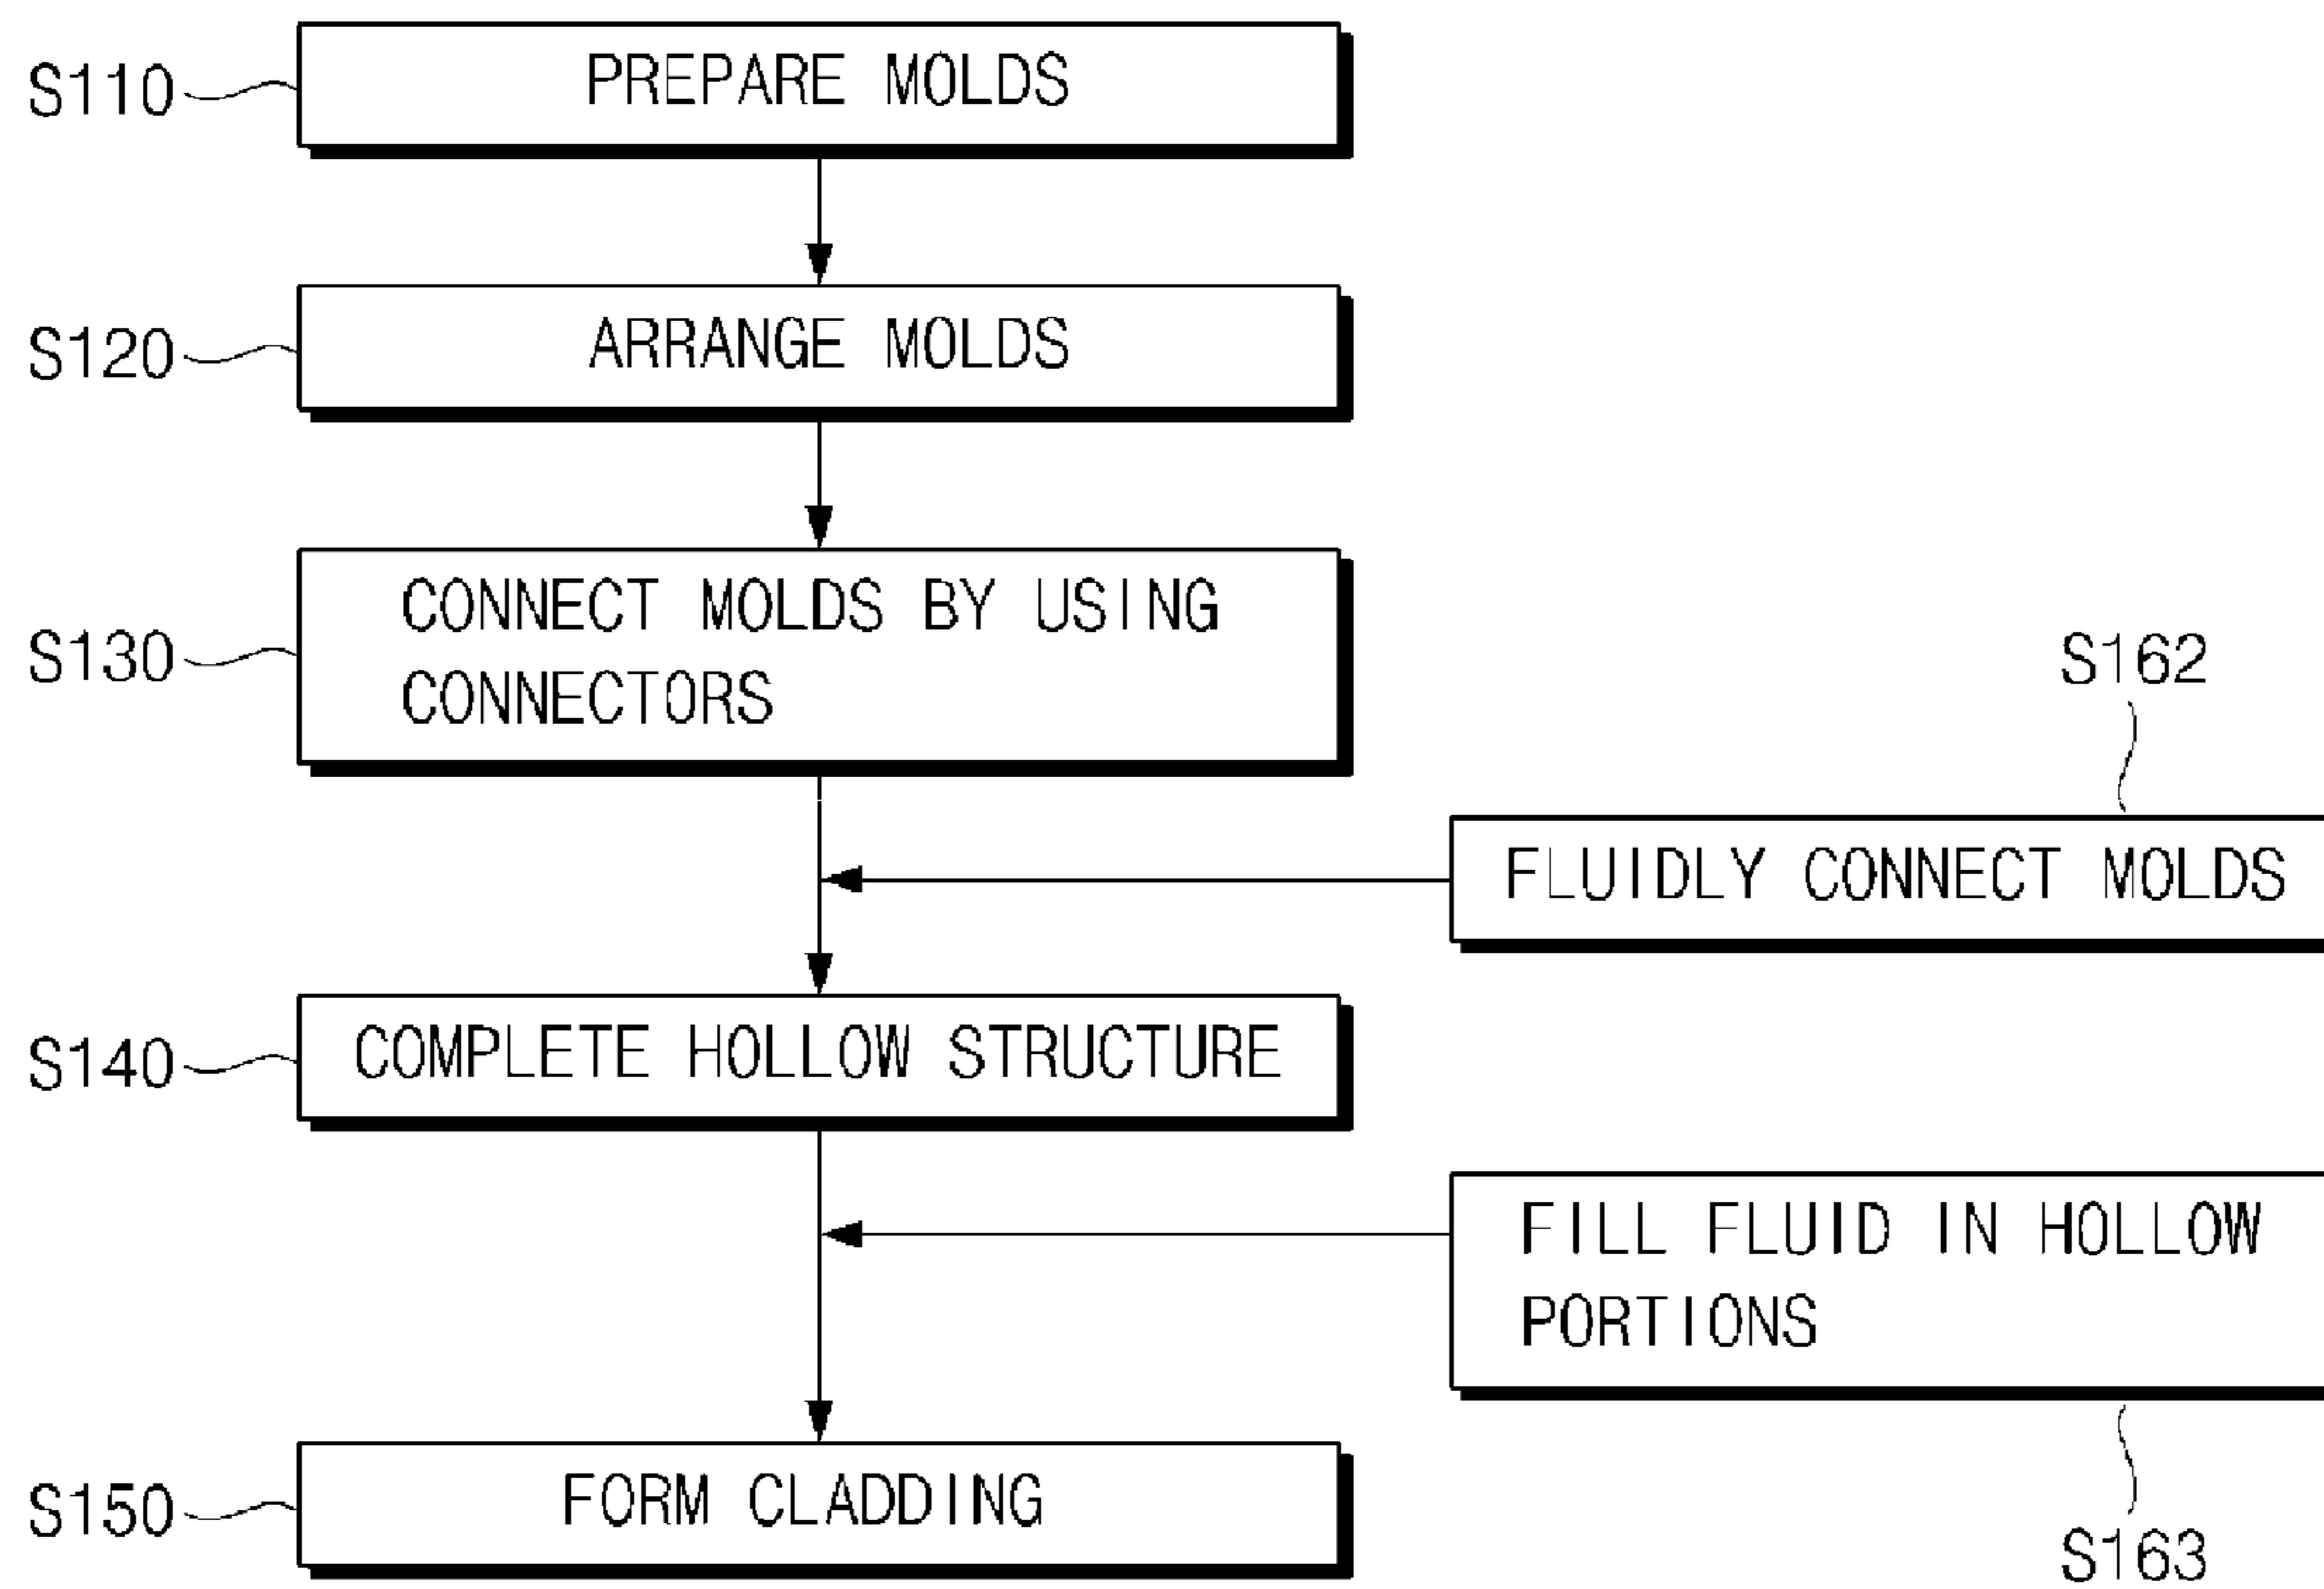 S110
PREPARE MOLDS
S120
ARRANGE MOLDS
S130
CONNECT MOLDS BY USING
CONNECTORS
S162
FLUIDLY CONNECT MOLDS
S140
COMPLETE HOLLOW STRUCTURE
FILL FLUID IN HOLLOW
PORTIONS
S163
S150
FORM CLADDING